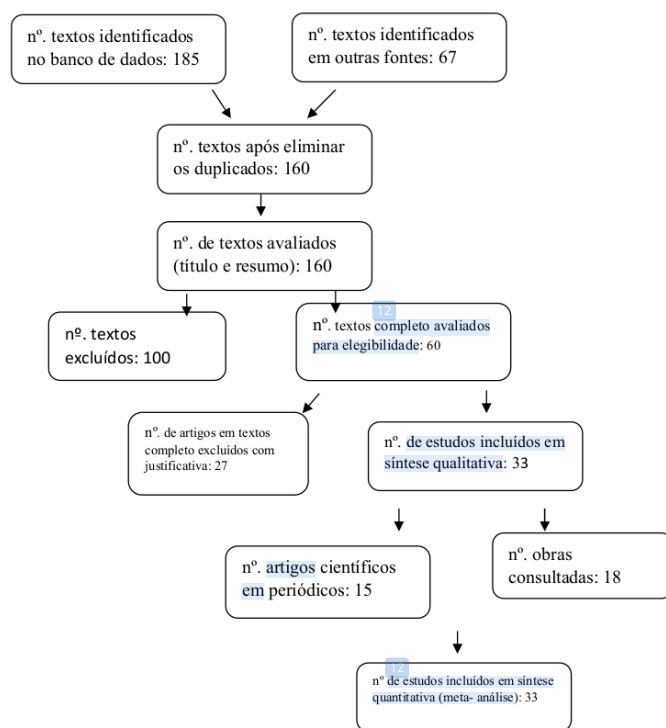 nº. textos identificados
no banco de dados: 185
nº. textos identificados
em outras fontes: 67
nº. textos após eliminar
os duplicados: 160
nº. de textos avaliados
(título e resumo): 160
nº. textos
excluídos: 100
12
nº. textos completo avaliados
para elegibilidade: 60
nº. de artigos em textos
completo excluídos com
justificativa: 27
nº. de estudos incluídos em
síntese qualitativa: 33
nº. artigos científicos
em periódicos: 15
nº. obras
consultadas: 18
12
nº de estudos incluídos em síntese
quantitativa (meta- análise): 33